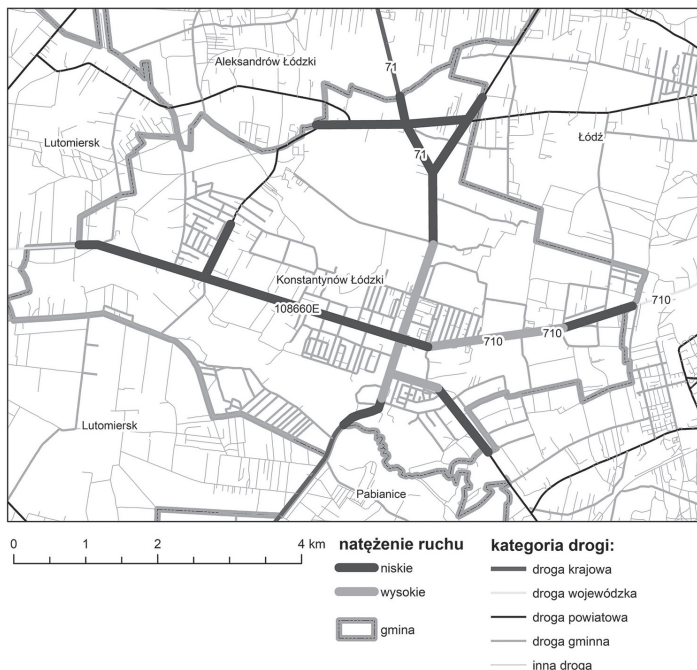 71
Aleksandrów Łódzki
Lutomiersk
Łódź
71
Konstantynów Łódzki
108660E
710
710
710
Lutomiersk
Pabianice
0 1 2 4 km
natężenie ruchu
niskie
wysokie
gmina
kategoria drogi:
droga krajowa
droga wojewódzka
droga powiatowa
droga gminna
inna droga